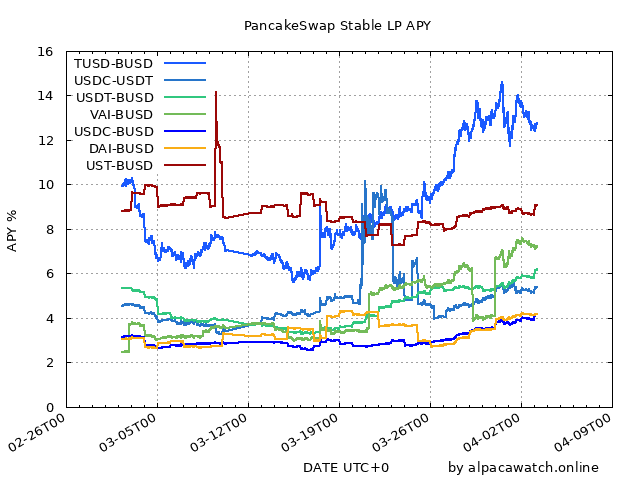 PancakeSwap Stable LP APY
APY %
16
14
12
10
8
6
4
2
0
TUSD-BUSD
USDC-USDT
USDT-BUSD
VAI-BUSD
USDC-BUSD
DAI-BUSD
UST-BUSD
02-26T00
03-05T00
03-12T00
03-19T00
03-26T00
04-02T00
04-09T00
DATE UTC+0
by alpacawatch.online